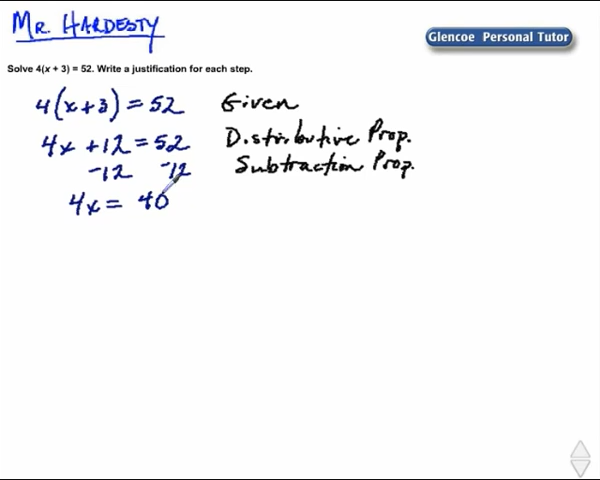 MR. HARDESTY
Glencoe Personal Tutor
Solve 4(x + 3) = 52. Write a justification for each step.
4(x+3) = 52 Given
4x +12 = 52 Distributive Prop.
-12 -12 Subtraction Prop.
4x = 40